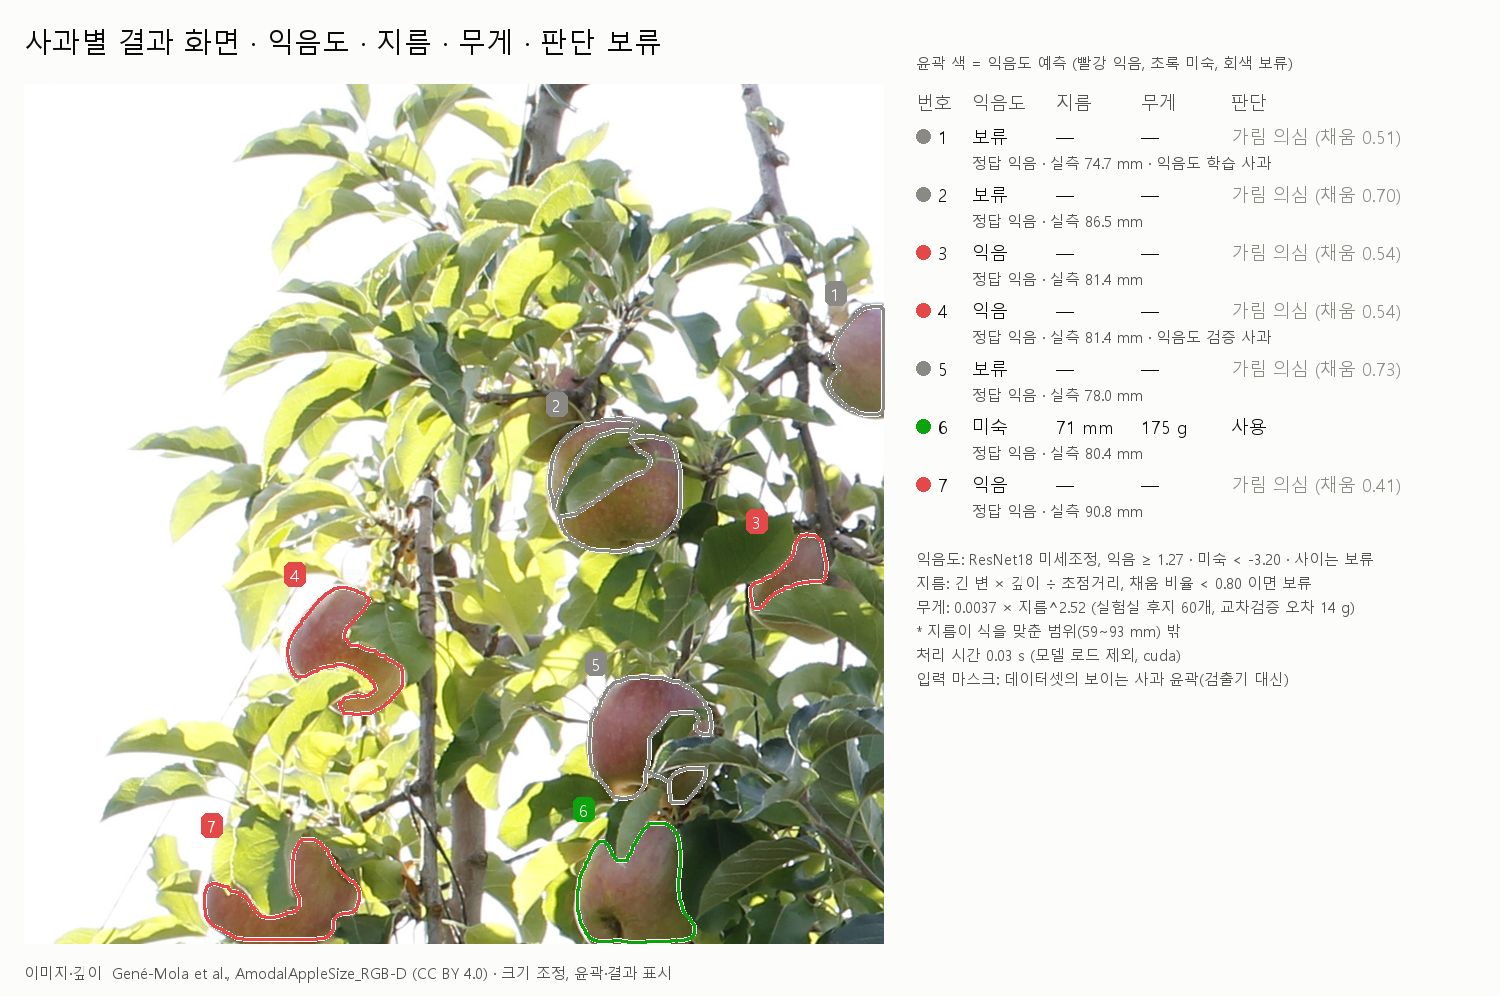 사과별 결과 화면 · 익음도 · 지름 · 무게 · 판단 보류
윤곽 색 = 익음도 예측 (빨강 익음, 초록 미숙, 회색 보류)
번호 익음도 지름 무게 판단
1 보류 — — 가림 의심 (채움 0.51)
정답 익음 · 실측 74.7 mm · 익음도 학습 사과
2 보류 — — 가림 의심 (채움 0.70)
정답 익음 · 실측 86.5 mm
3 익음 — — 가림 의심 (채움 0.54)
정답 익음 · 실측 81.4 mm
4 익음 — — 가림 의심 (채움 0.54)
정답 익음 · 실측 81.4 mm · 익음도 검증 사과
5 보류 — — 가림 의심 (채움 0.73)
정답 익음 · 실측 78.0 mm
6 미숙 71 mm 175 g 사용
정답 익음 · 실측 80.4 mm
7 익음 — — 가림 의심 (채움 0.41)
정답 익음 · 실측 90.8 mm
익음도: ResNet18 미세조정, 익음 ≥ 1.27 · 미숙 < -3.20 · 사이는 보류
지름: 긴 변 × 깊이 ÷ 초점거리, 채움 비율 < 0.80 이면 보류
무게: 0.0037 × 지름^2.52 (실험실 후지 60개, 교차검증 오차 14 g)
* 지름이 식을 맞춘 범위(59~93 mm) 밖
처리 시간 0.03 s (모델 로드 제외, cuda)
입력 마스크: 데이터셋의 보이는 사과 윤곽(검출기 대신)
1
2
3
4
5
6
7
이미지·깊이 Gené-Mola et al., AmodalAppleSize_RGB-D (CC BY 4.0) · 크기 조정, 윤곽·결과 표시